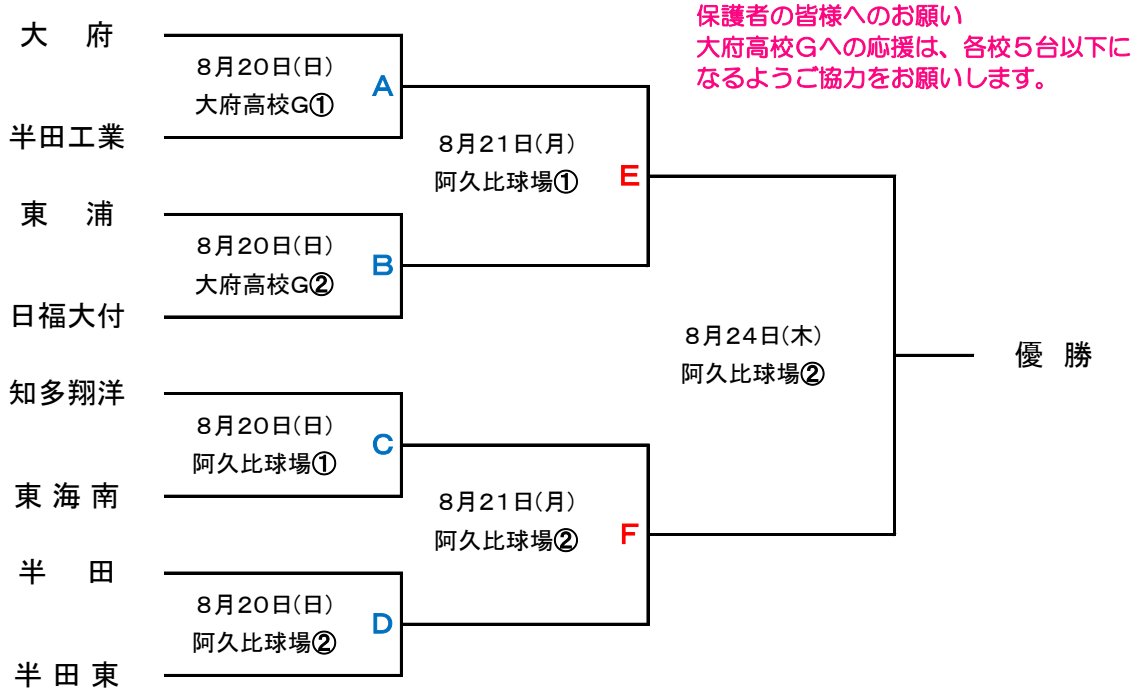 保護者の皆様へのお願い
大府高校Gへの応援は、各校５台以下に
なるようご協力をお願いします。
大　府
8月20日(日)
大府高校G①
A
半田工業
8月21日(月)
阿久比球場①
E
東　浦
8月20日(日)
大府高校G②
B
日福大付
8月24日(木)
阿久比球場②
優 勝
知多翔洋
8月20日(日)
阿久比球場①
C
東 海 南
8月21日(月)
阿久比球場②
F
半　田
8月20日(日)
阿久比球場②
D
半 田 東